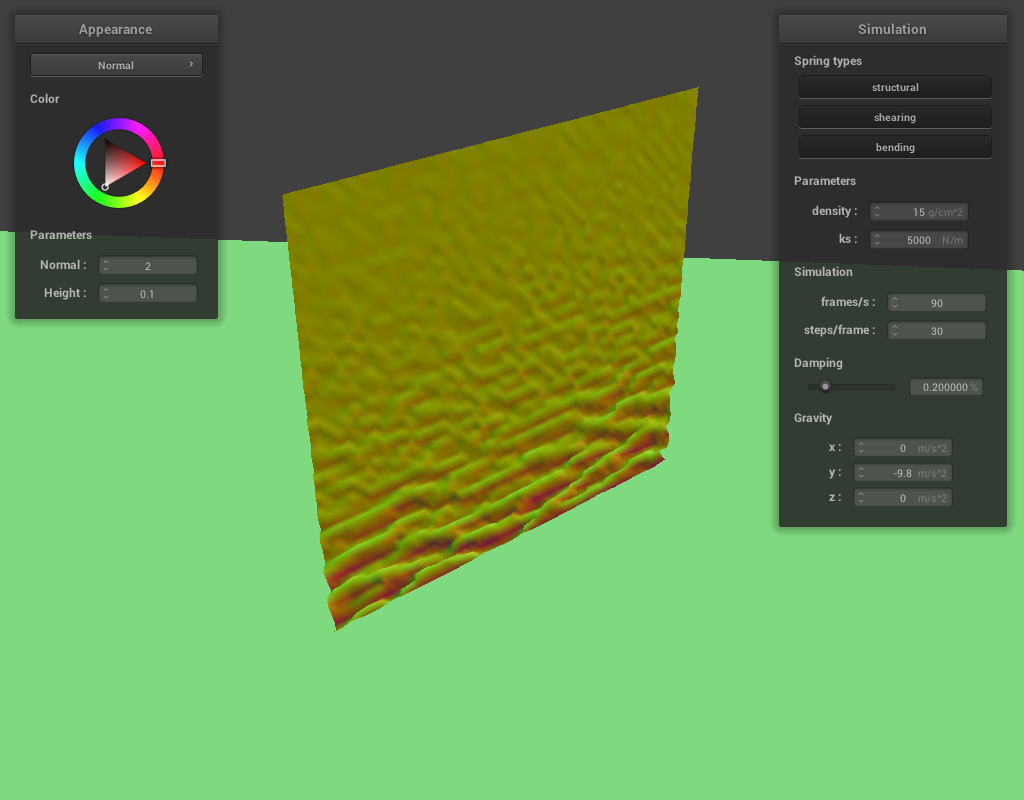 Appearance
Normal
Color
Parameters
Normal : 2
Height : 0.1
Simulation
Spring types
structural
shearing
bending
Parameters
density : 15 g/cm^2
ks : 5000 N/m
Simulation
frames/s : 90
steps/frame : 30
Damping
0.200000 %
Gravity
x : 0 m/s^2
y : -9.8 m/s^2
z : 0 m/s^2